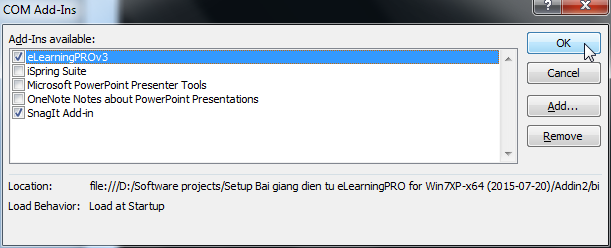 COM Add-Ins
?
Add-Ins available:
eLearningPROv3
iSpring Suite
Microsoft PowerPoint Presenter Tools
OneNote Notes about PowerPoint Presentations
SnagIt Add-in
OK
Cancel
Add...
Remove
Location: file:///D:/Software projects/Setup Bai giang dien tu eLearningPRO for Win7XP-x64 (2015-07-20)/Addin2/bi
Load Behavior: Load at Startup